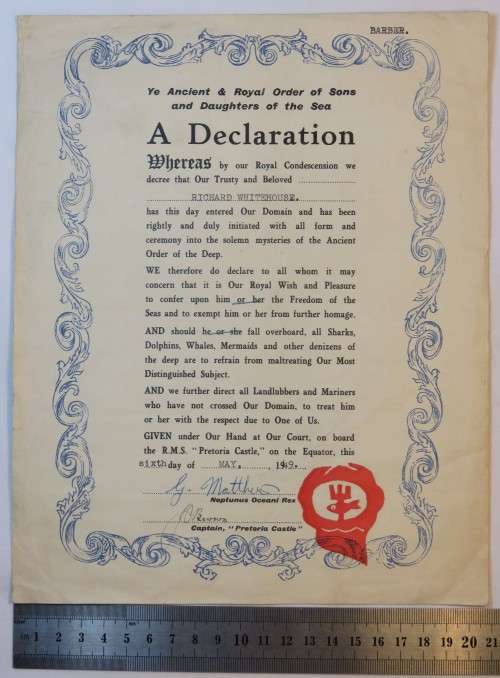 BARBER.
Ye Ancient & Royal Order of Sons
and Daughters of the Sea
A Declaration
Whereas by our Royal Condescension we
decree that Our Trusty and Beloved ..................
RICHARD WHITEHOUSE.
has this day entered Our Domain and has been
rightly and duly initiated with all form and
ceremony into the solemn mysteries of the Ancient
Order of the Deep.
WE therefore do declare to all whom it may
concern that it is Our Royal Wish and Pleasure
to confer upon him or her the Freedom of the
Seas and to exempt him or her from further homage.
AND should he or she fall overboard, all Sharks,
Dolphins, Whales, Mermaids and other denizens of
the deep are to refrain from maltreating Our Most
Distinguished Subject.
AND we further direct all Landlubbers and Mariners
who have not crossed Our Domain, to treat him
or her with the respect due to One of Us.
GIVEN under Our Hand at Our Court, on board
the R.M.S. "Pretoria Castle," on the Equator, this
sixth day of ..... MAY. ......, 1949.
G. Matthew
Neptunus Oceani Rex
Captain, "Pretoria Castle"
cm 1 2 3 4 5 6 7 8 9 10 11 12 13 14 15 16 17 18 19 20 21